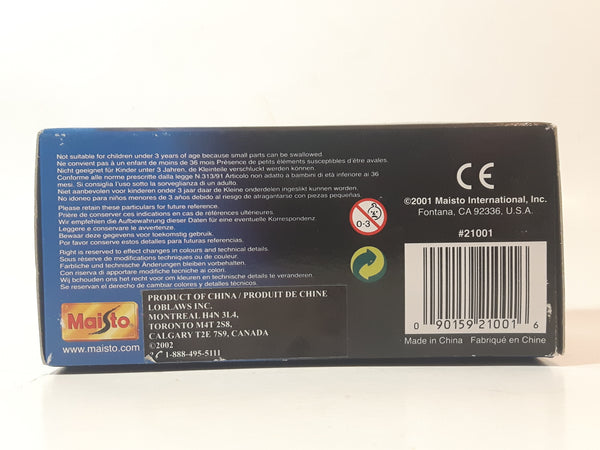 Not suitable for children under 3 years of age because small parts can be swallowed.
Ne convient pas à un enfant de moins de 36 mois Présence de petits éléments susceptibles d'être avales.
Nicht geeignet für Kinder unter 3 Jahren, die Kleinteile verschluckt werden können.
Conforme alle norme prescritte dalla legge N.313/91 Articolo non adatto a bambini di età inferiore ai 36
mesi. Si consiglia l'uso sotto la sorveglianza di un adulto.
Niet aanbevolen voor kinderen onder 3 jaar daar de Kleine onderdelen ingeslikt kunnen worden.
No idoneo para niños menores de 3 años debido al riesgo de atragantarse con piezas pequeñas.
Please retain these particulars for future reference.
Prière de conserver ces indications en cas de références ultérieures.
Wir empfehlen die Aufbewahrung dieser Daten für eine eventuelle Korrespondenz
Leggere e conservare le avvertenze.
Bewaar deze gegevens voor toekomstig gebruik.
Por favor conserve estos detalles para futuras referencias.
Right is reserved to effect changes in colours and technical details.
Sous réserve de modifications techniques ou de couleur.
Farbliche und technische Änderungen bleiben vorbehalten.
Con riserva di apportare modifiche tecniche ai colori.
Wij behouden ons het recht voor om kleuren en technische details te veranderen.
Se reservan el derecho de cambiar colores y detalles técnicos.
0-3
CE
©2001 Maisto International, Inc.
Fontana, CA 92336, U.S.A.
#21001
0 90159 21001 6
Made in China Fabriqué en Chine
Maisto
www.maisto.com
PRODUCT OF CHINA / PRODUIT DE CHINE
LOBLAWS INC.
MONTREAL H4N 3L4,
TORONTO M4T 2S8,
CALGARY T2E 7S9, CANADA
©2002
1-888-495-5111